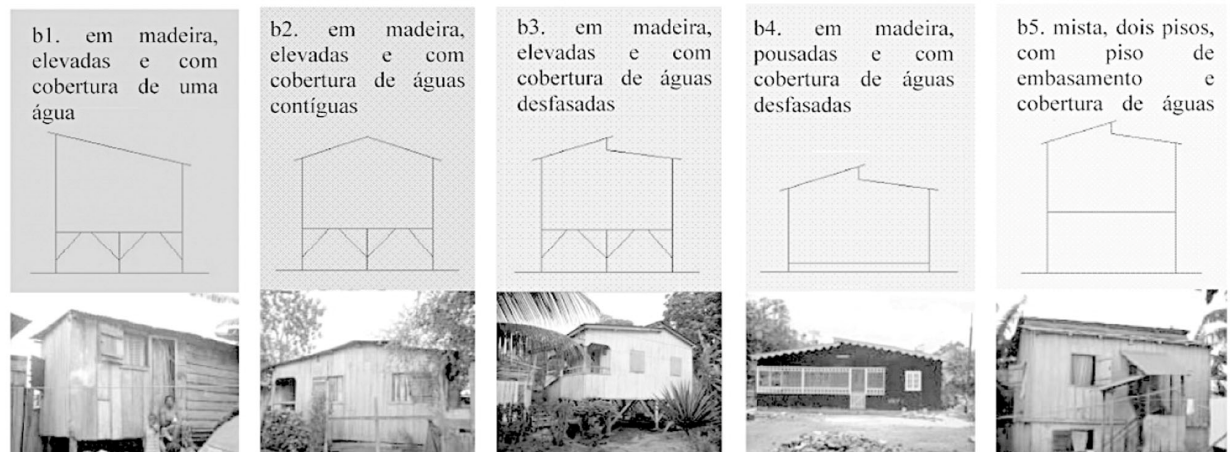 b1. em madeira,
elevadas e com
cobertura de uma
água
b2. em madeira,
elevadas e com
cobertura de águas
contíguas
b3. em madeira,
elevadas e com
cobertura de águas
desfasadas
b4. em madeira,
pousadas e com
cobertura de águas
desfasadas
b5. mista, dois pisos,
com piso de
embasamento e
cobertura de águas